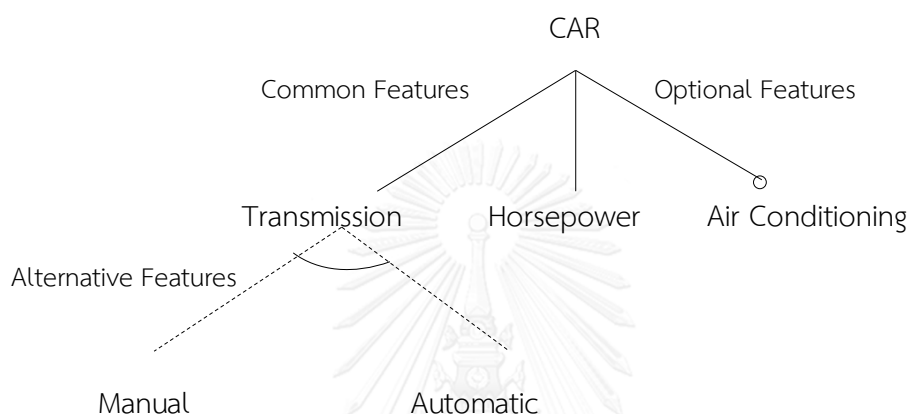 CAR
Common Features
Optional Features
Transmission
Horsepower
Air Conditioning
Alternative Features
Manual
Automatic